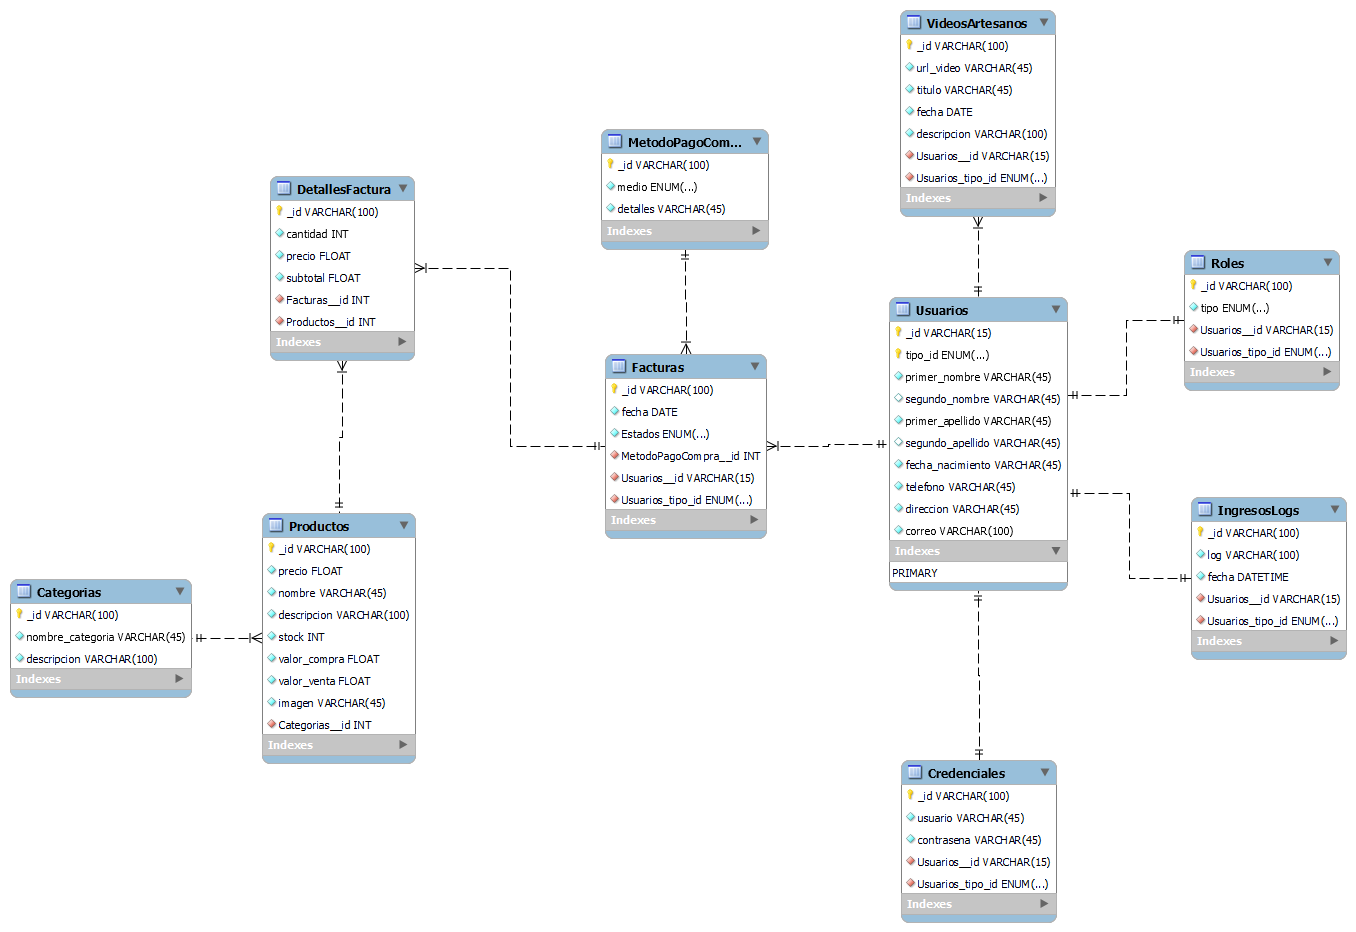 VideosArtesanos
_id VARCHAR(100)
url_video VARCHAR(45)
titulo VARCHAR(45)
fecha DATE
descripcion VARCHAR(100)
Usuarios__id VARCHAR(15)
Usuarios_tipo_id ENUM(...)
Indexes
MetodoPagoCom...
_id VARCHAR(100)
medio ENUM(...)
detalles VARCHAR(45)
Indexes
DetallesFactura
_id VARCHAR(100)
cantidad INT
precio FLOAT
subtotal FLOAT
Facturas__id INT
Productos__id INT
Indexes
Roles
_id VARCHAR(100)
tipo ENUM(...)
Usuarios__id VARCHAR(15)
Usuarios_tipo_id ENUM(...)
Indexes
Usuarios
_id VARCHAR(15)
tipo_id ENUM(...)
primer_nombre VARCHAR(45)
segundo_nombre VARCHAR(45)
primer_apellido VARCHAR(45)
segundo_apellido VARCHAR(45)
fecha_nacimiento VARCHAR(45)
telefono VARCHAR(45)
direccion VARCHAR(45)
correo VARCHAR(100)
Indexes
PRIMARY
Facturas
_id VARCHAR(100)
fecha DATE
Estados ENUM(...)
MetodoPagoCompra__id INT
Usuarios__id VARCHAR(15)
Usuarios_tipo_id ENUM(...)
Indexes
IngresosLogs
_id VARCHAR(100)
log VARCHAR(100)
fecha DATETIME
Usuarios__id VARCHAR(15)
Usuarios_tipo_id ENUM(...)
Indexes
Productos
_id VARCHAR(100)
precio FLOAT
nombre VARCHAR(45)
descripcion VARCHAR(100)
stock INT
valor_compra FLOAT
valor_venta FLOAT
imagen VARCHAR(45)
Categorias__id INT
Indexes
Categorias
_id VARCHAR(100)
nombre_categoria VARCHAR(45)
descripcion VARCHAR(100)
Indexes
Credenciales
_id VARCHAR(100)
usuario VARCHAR(45)
contrasena VARCHAR(45)
Usuarios__id VARCHAR(15)
Usuarios_tipo_id ENUM(...)
Indexes